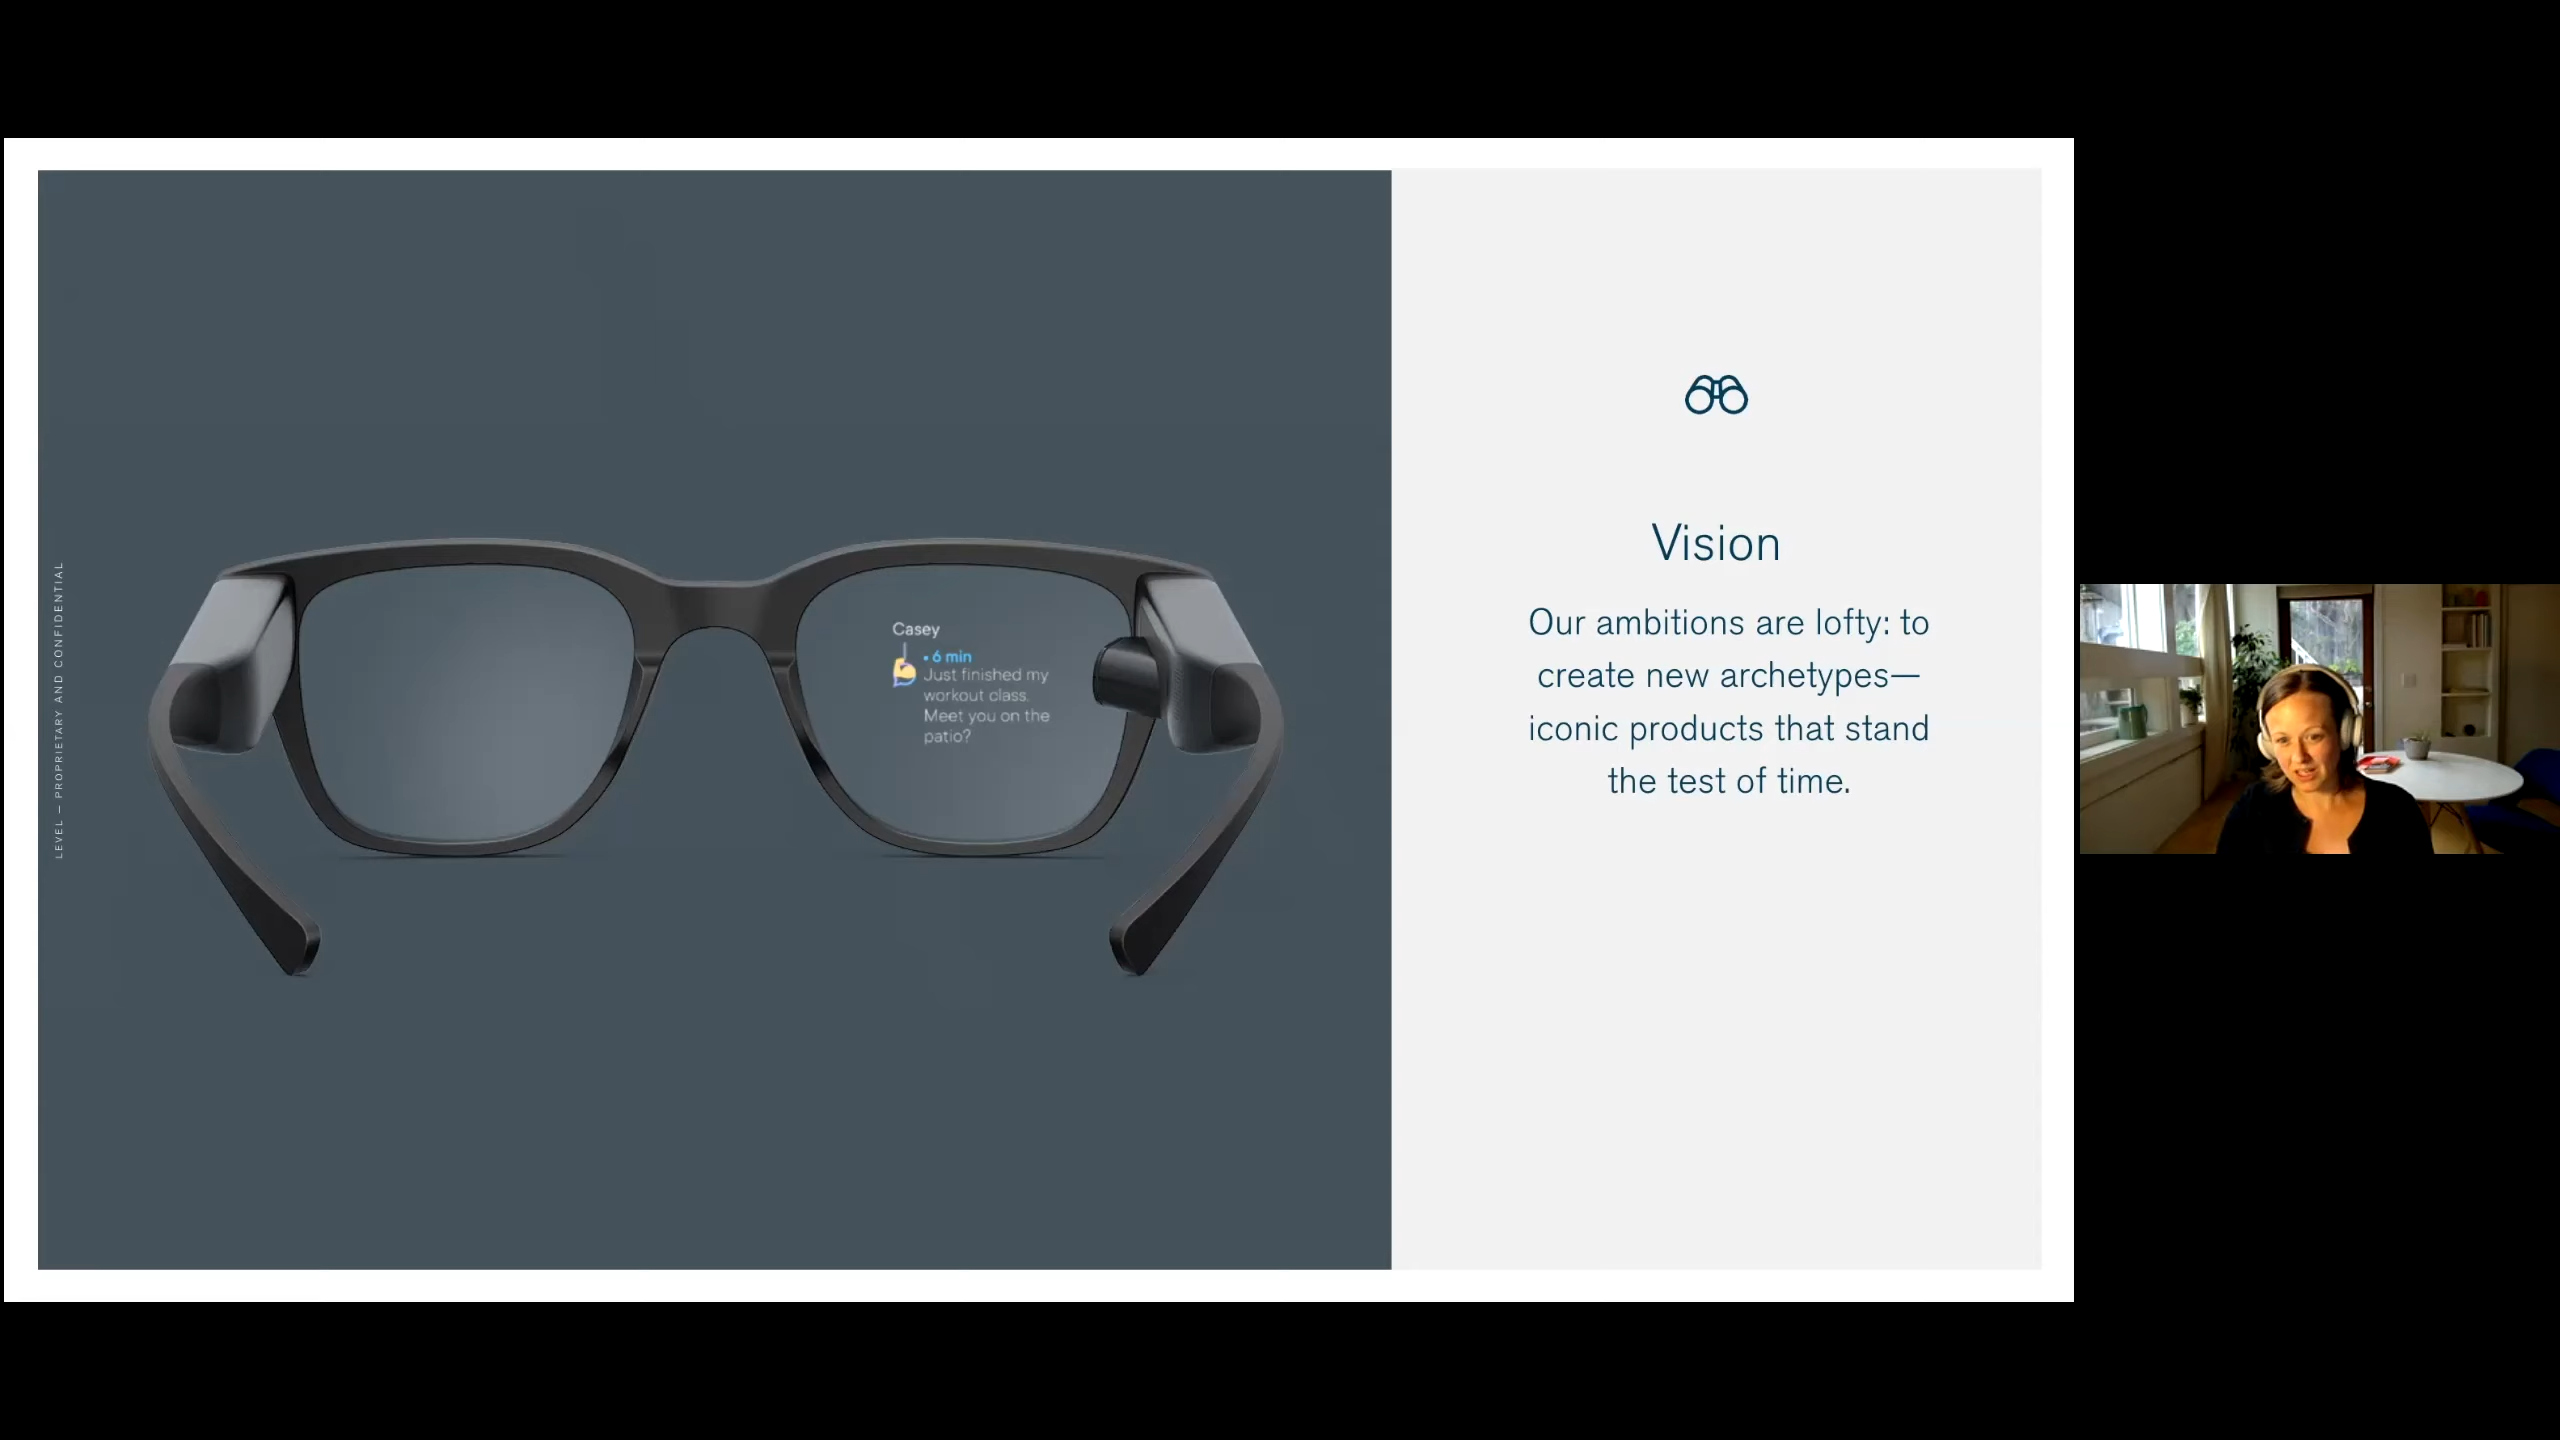 LEVEL — PROPRIETARY AND CONFIDENTIAL
Casey
• 6 min
Just finished my
workout class.
Meet you on the
patio?
Vision
Our ambitions are lofty: to
create new archetypes—
iconic products that stand
the test of time.